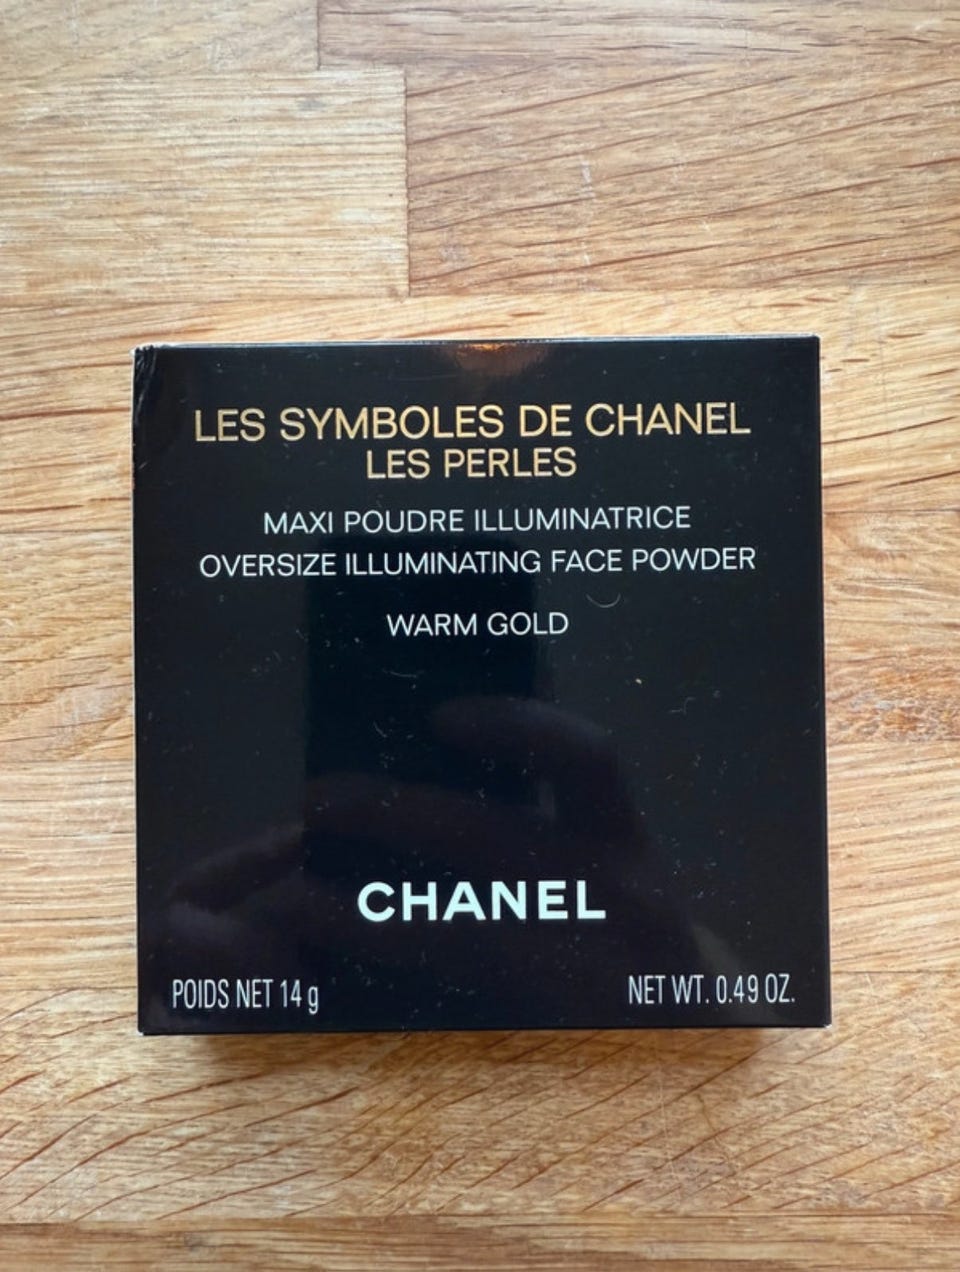 LES SYMBOLES DE CHANEL
LES PERLES
MAXI POUDRE ILLUMINATRICE
OVERSIZE ILLUMINATING FACE POWDER
WARM GOLD
CHANEL
POIDS NET 14 g NET WT. 0.49 OZ.